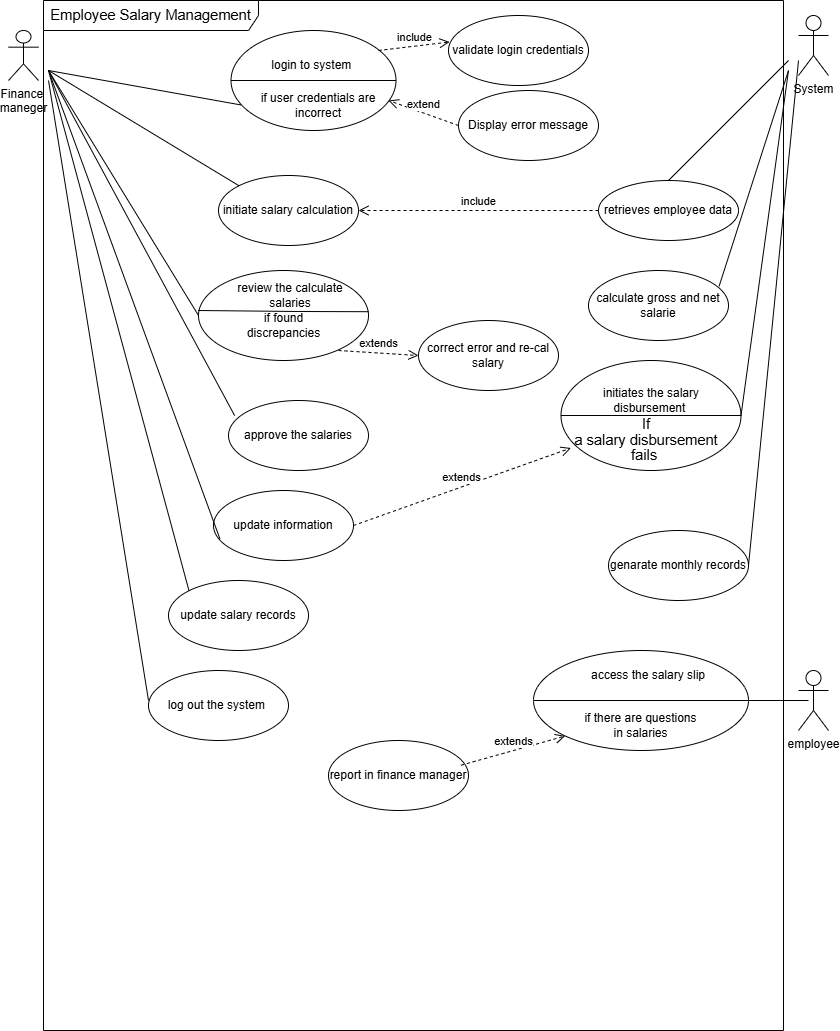 Employee Salary Management
Finance
maneger
System
include
validate login credentials
login to system
if user credentials are
incorrect
extend
Display error message
initiate salary calculation
include
retrieves employee data
review the calculate
salaries
if found
discrepancies
extends
correct error and re-cal
salary
calculate gross and net
salarie
initiates the salary
disbursement
If
a salary disbursement
fails
approve the salaries
extends
update information
genarate monthly records
update salary records
log out the system
access the salary slip
if there are questions
in salaries
employee
extends
report in finance manager